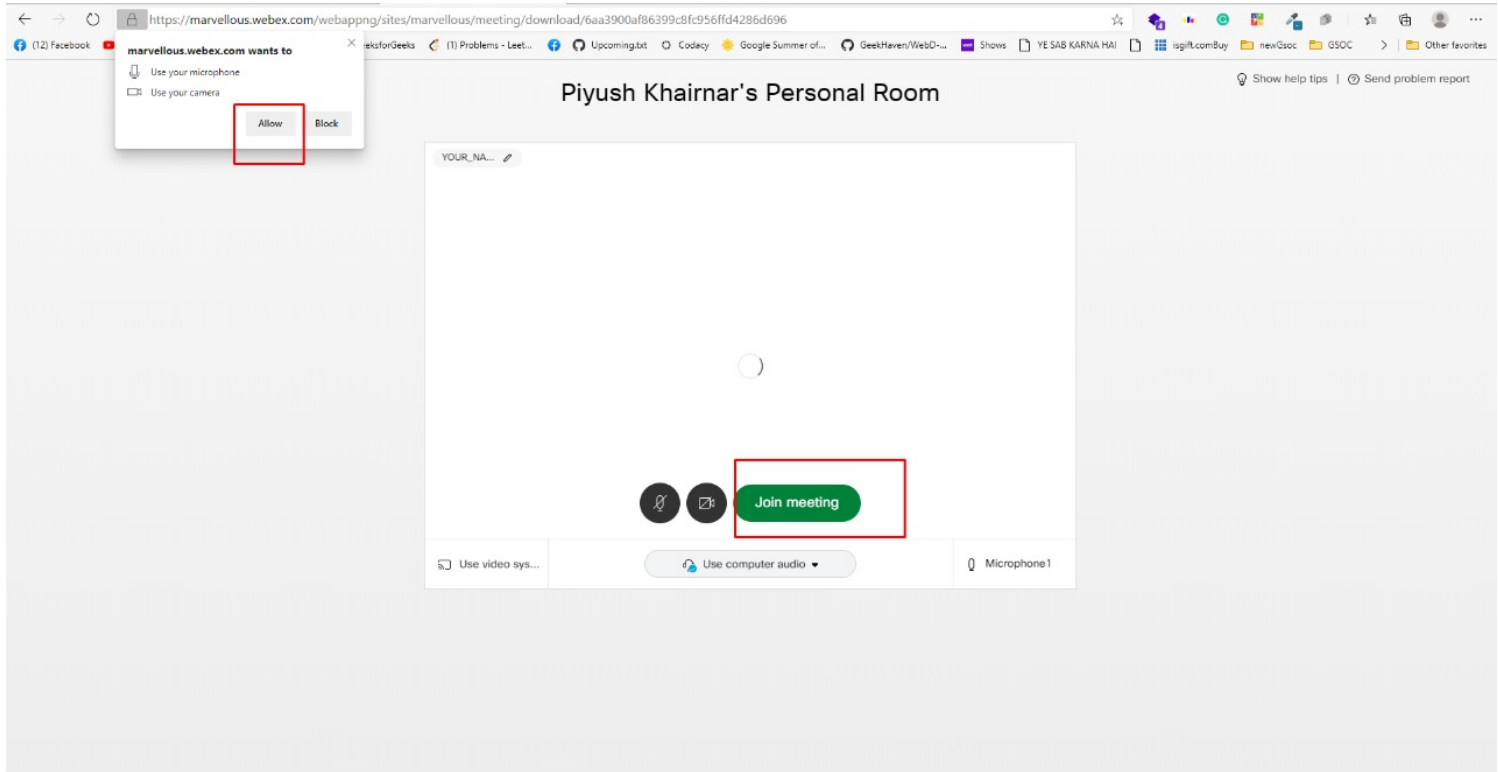 https://marvellous.webex.com/webappng/sites/marvellous/meeting/download/6aa3900af86399c8fc956ffd4286d696
(12) Facebook eksforGeeks (1) Problems - Leet... Upcoming.txt Codacy Google Summer of... GeekHaven/WebD-... Shows YE SAB KARNA HAI isgift.comBuy newGsoc GSOC Other favorites
marvellous.webex.com wants to
Use your microphone
Use your camera
Allow Block
Show help tips | Send problem report
Piyush Khairnar's Personal Room
YOUR_NA...
Join meeting
Use video sys... Use computer audio Microphone1